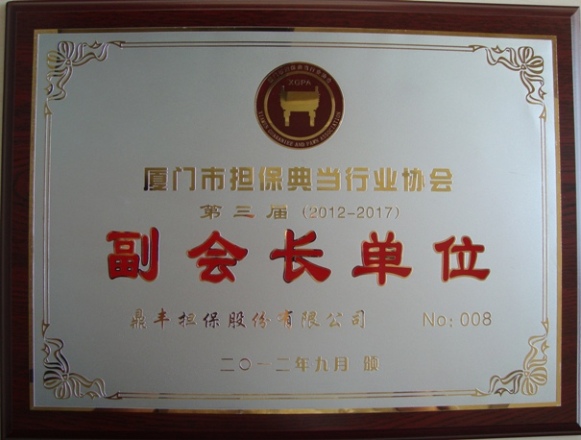 XGPA
厦门市担保典当行业协会
第三届(2012-2017)
副会长单位
鼎丰担保股份有限公司 No: 008
二〇一二年九月 颁